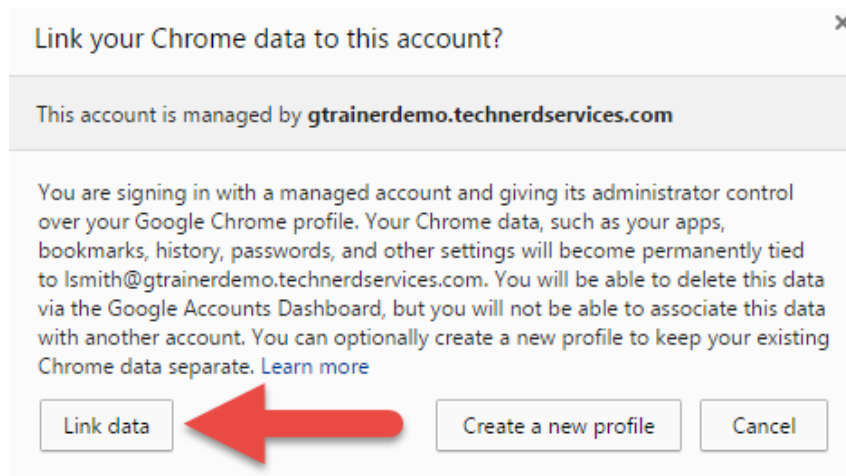 Link your Chrome data to this account?
This account is managed by gtrainerdemo.technerdservices.com
You are signing in with a managed account and giving its administrator control
over your Google Chrome profile. Your Chrome data, such as your apps,
bookmarks, history, passwords, and other settings will become permanently tied
to lsmith@gtrainerdemo.technerdservices.com. You will be able to delete this data
via the Google Accounts Dashboard, but you will not be able to associate this data
with another account. You can optionally create a new profile to keep your existing
Chrome data separate. Learn more
Link data Create a new profile Cancel